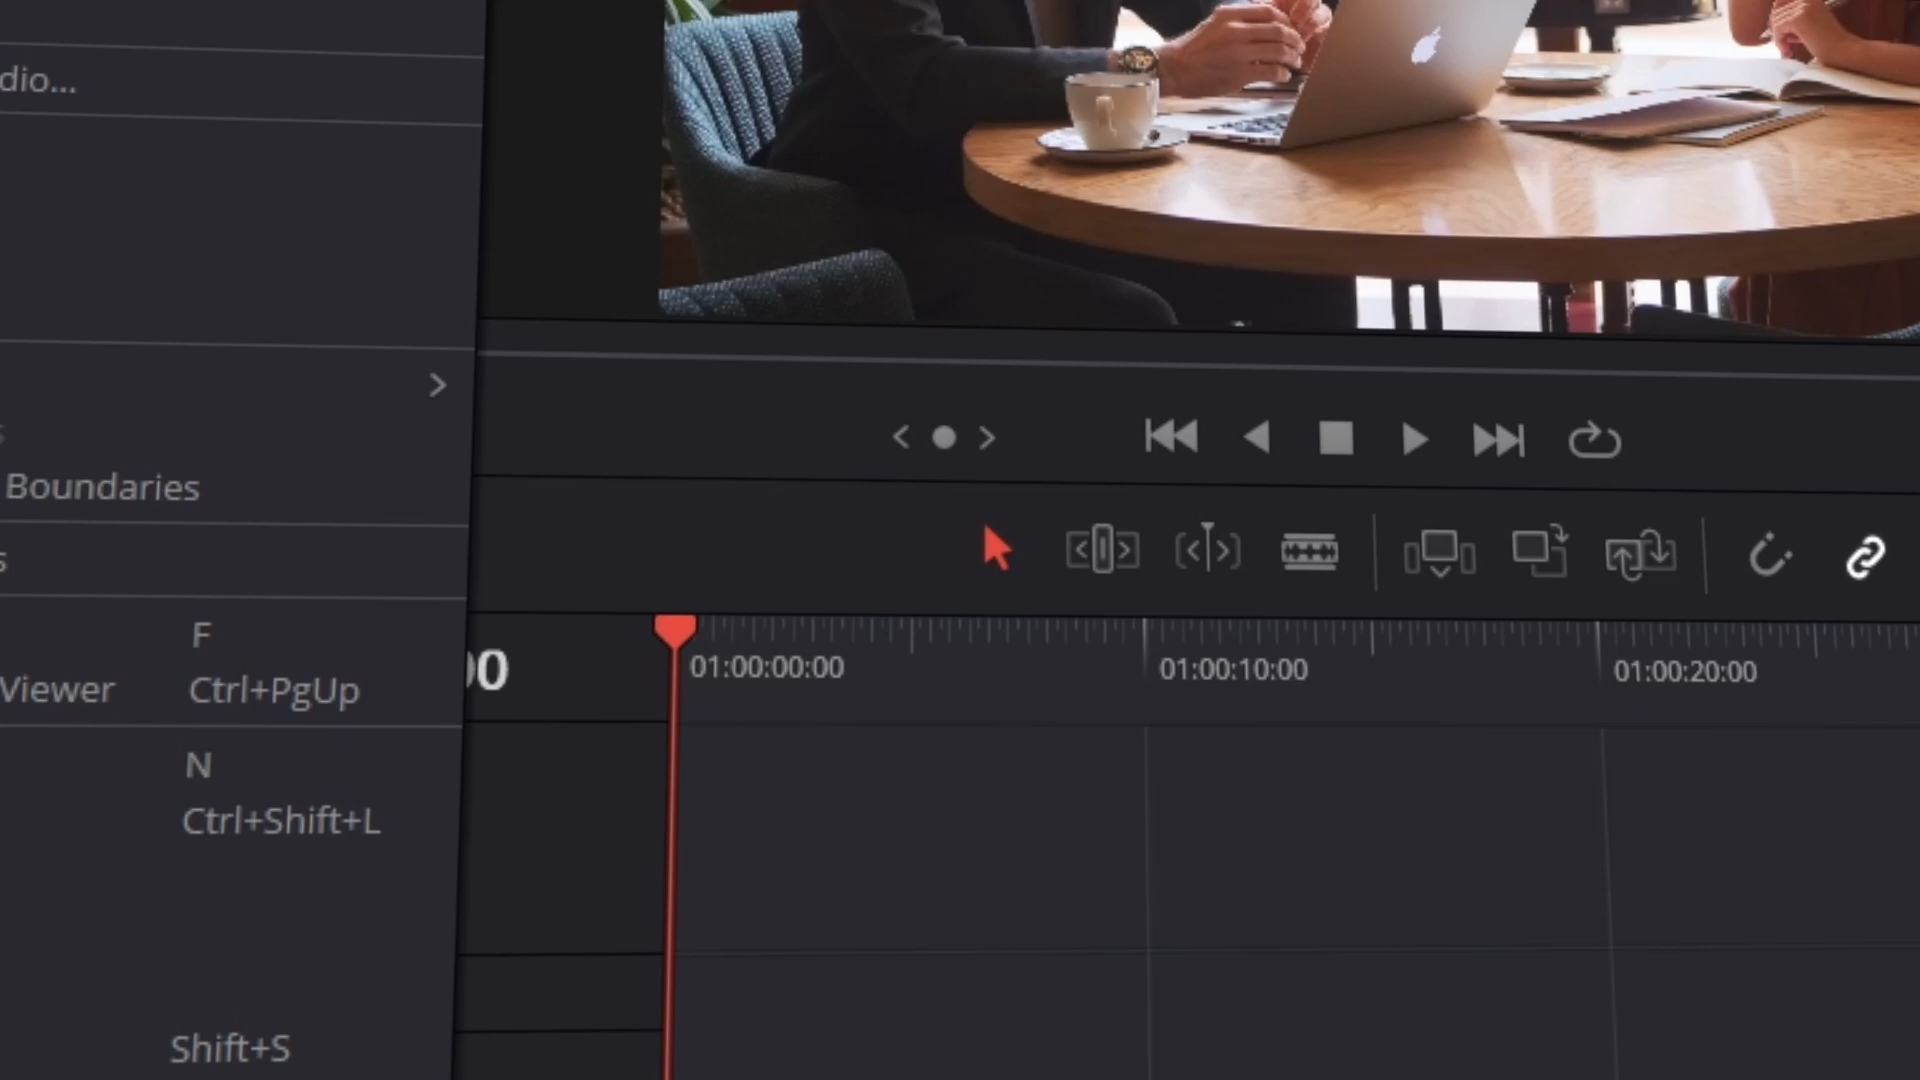 dio...
Boundaries
s
F
Viewer Ctrl+PgUp
N
Ctrl+Shift+L
Shift+S
00
01:00:00:00
01:00:10:00
01:00:20:00